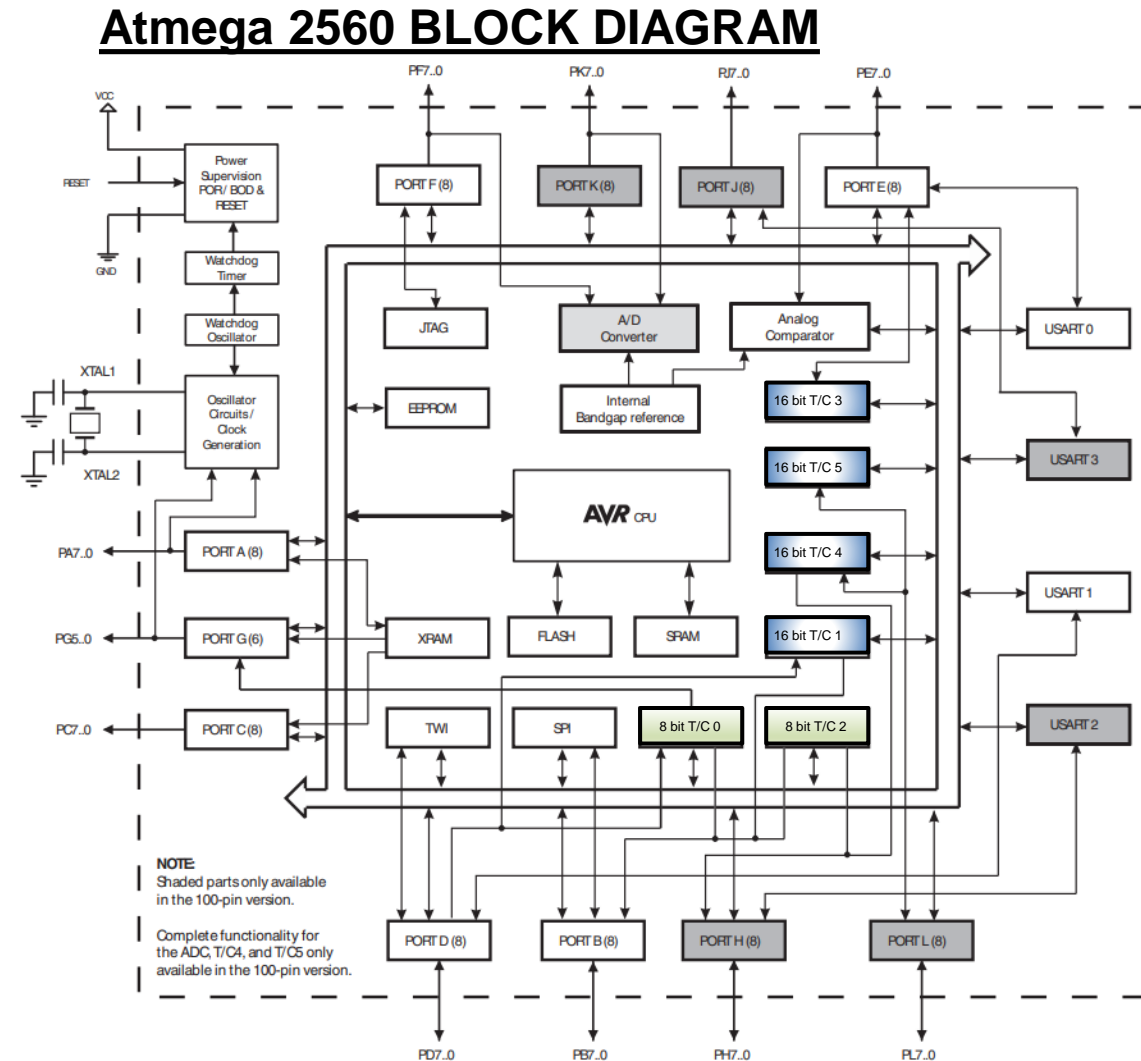 Atmega 2560 BLOCK DIAGRAM
PF7..0
PK7..0
PJ7..0
PE7..0
VCC
RESET
GND
Power
Supervision
POR/ BOD &
RESET
PORT F (8)
PORT K (8)
PORT J (8)
PORT E (8)
Watchdog
Timer
Watchdog
Oscillator
JTAG
A/D
Converter
Analog
Comparator
USART 0
XTAL1
XTAL2
Oscillator
Circuits /
Clock
Generation
EEPROM
Internal
Bandgap reference
16 bit T/C 3
16 bit T/C 5
USART 3
AVR CPU
PA7..0
PORT A (8)
16 bit T/C 4
USART 1
PG5..0
PORT G (6)
XRAM
FLASH
SRAM
16 bit T/C 1
PC7..0
PORT C (8)
TWI
SPI
8 bit T/C 0
8 bit T/C 2
USART 2
NOTE:
Shaded parts only available
in the 100-pin version.
Complete functionality for
the ADC, T/C4, and T/C5 only
available in the 100-pin version.
PORT D (8)
PORT B (8)
PORT H (8)
PORT L (8)
PD7..0
PB7..0
PH7..0
PL7..0